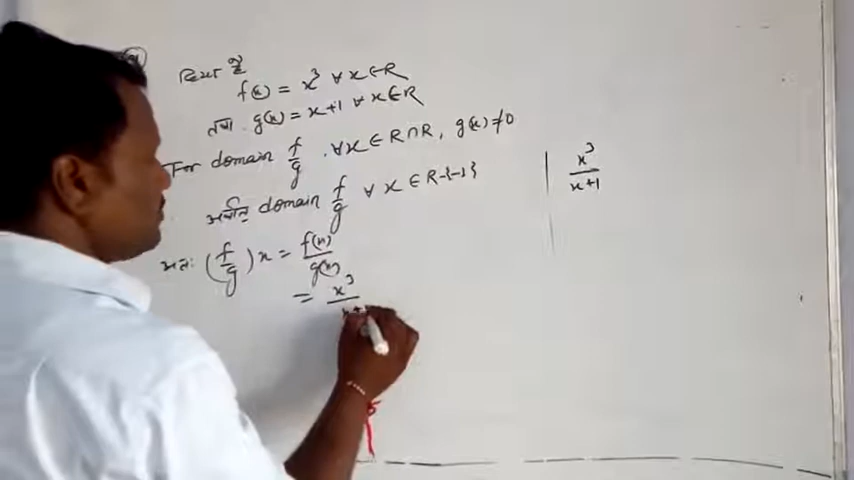 दिया है
f(x) = x³ ∀ x ∈ R
तथा g(x) = x+1 ∀ x ∈ R
For domain f/g . ∀ x ∈ R∩R, g(x) ≠ 0
अर्थात् domain f/g ∀ x ∈ R-{-1}
अतः (f/g)x = f(x)/g(x)
= x³/x+1
x³/x+1